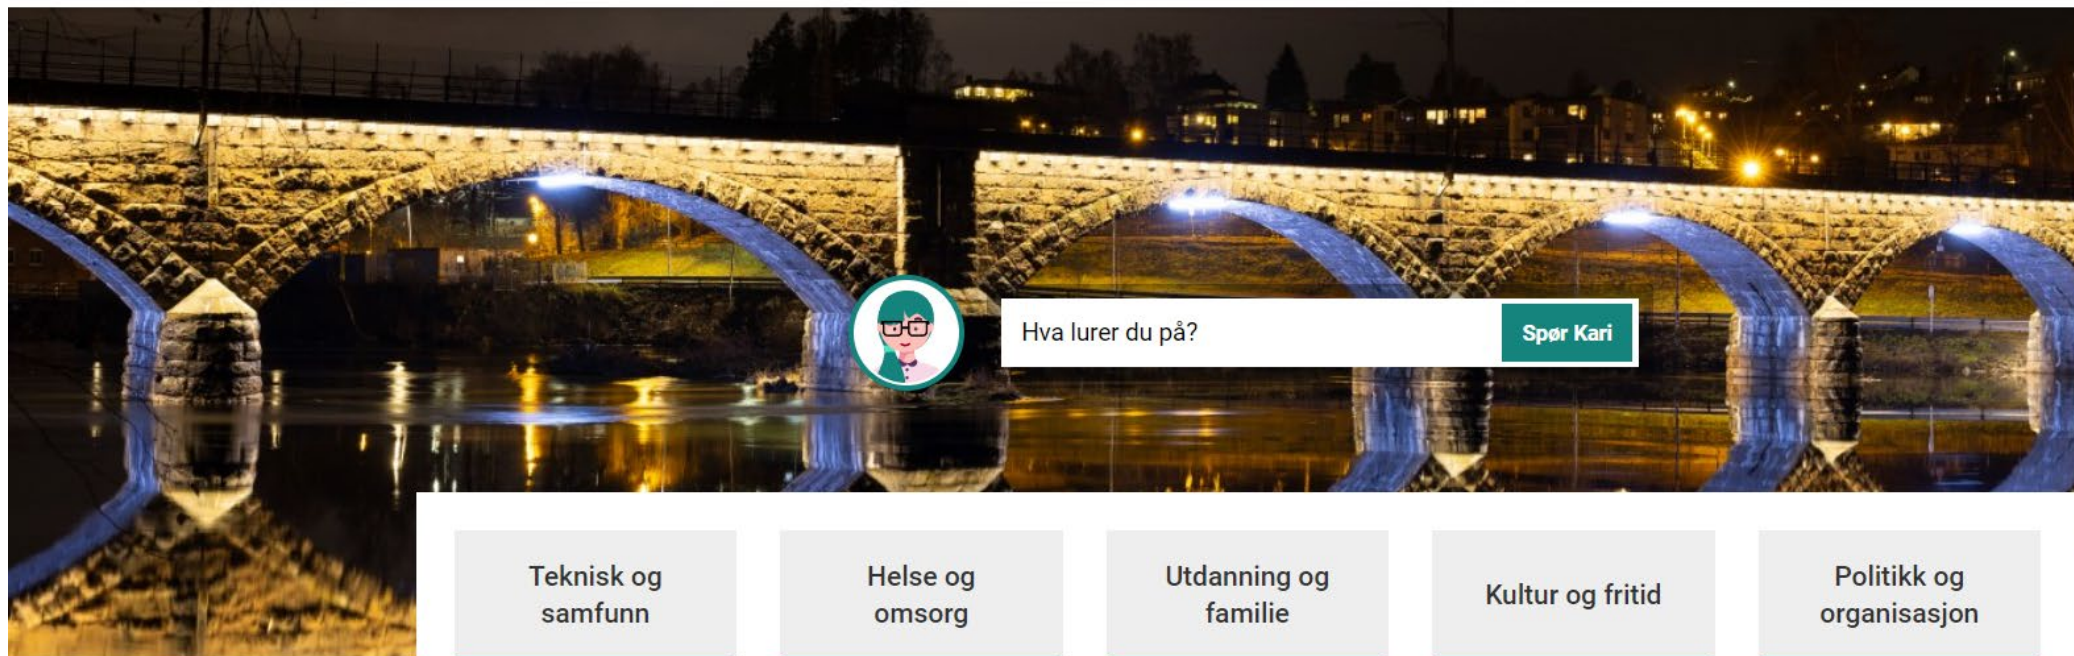 Hva lurer du på?
Spør Kari
Teknisk og
samfunn
Helse og
omsorg
Utdanning og
familie
Kultur og fritid
Politikk og
organisasjon